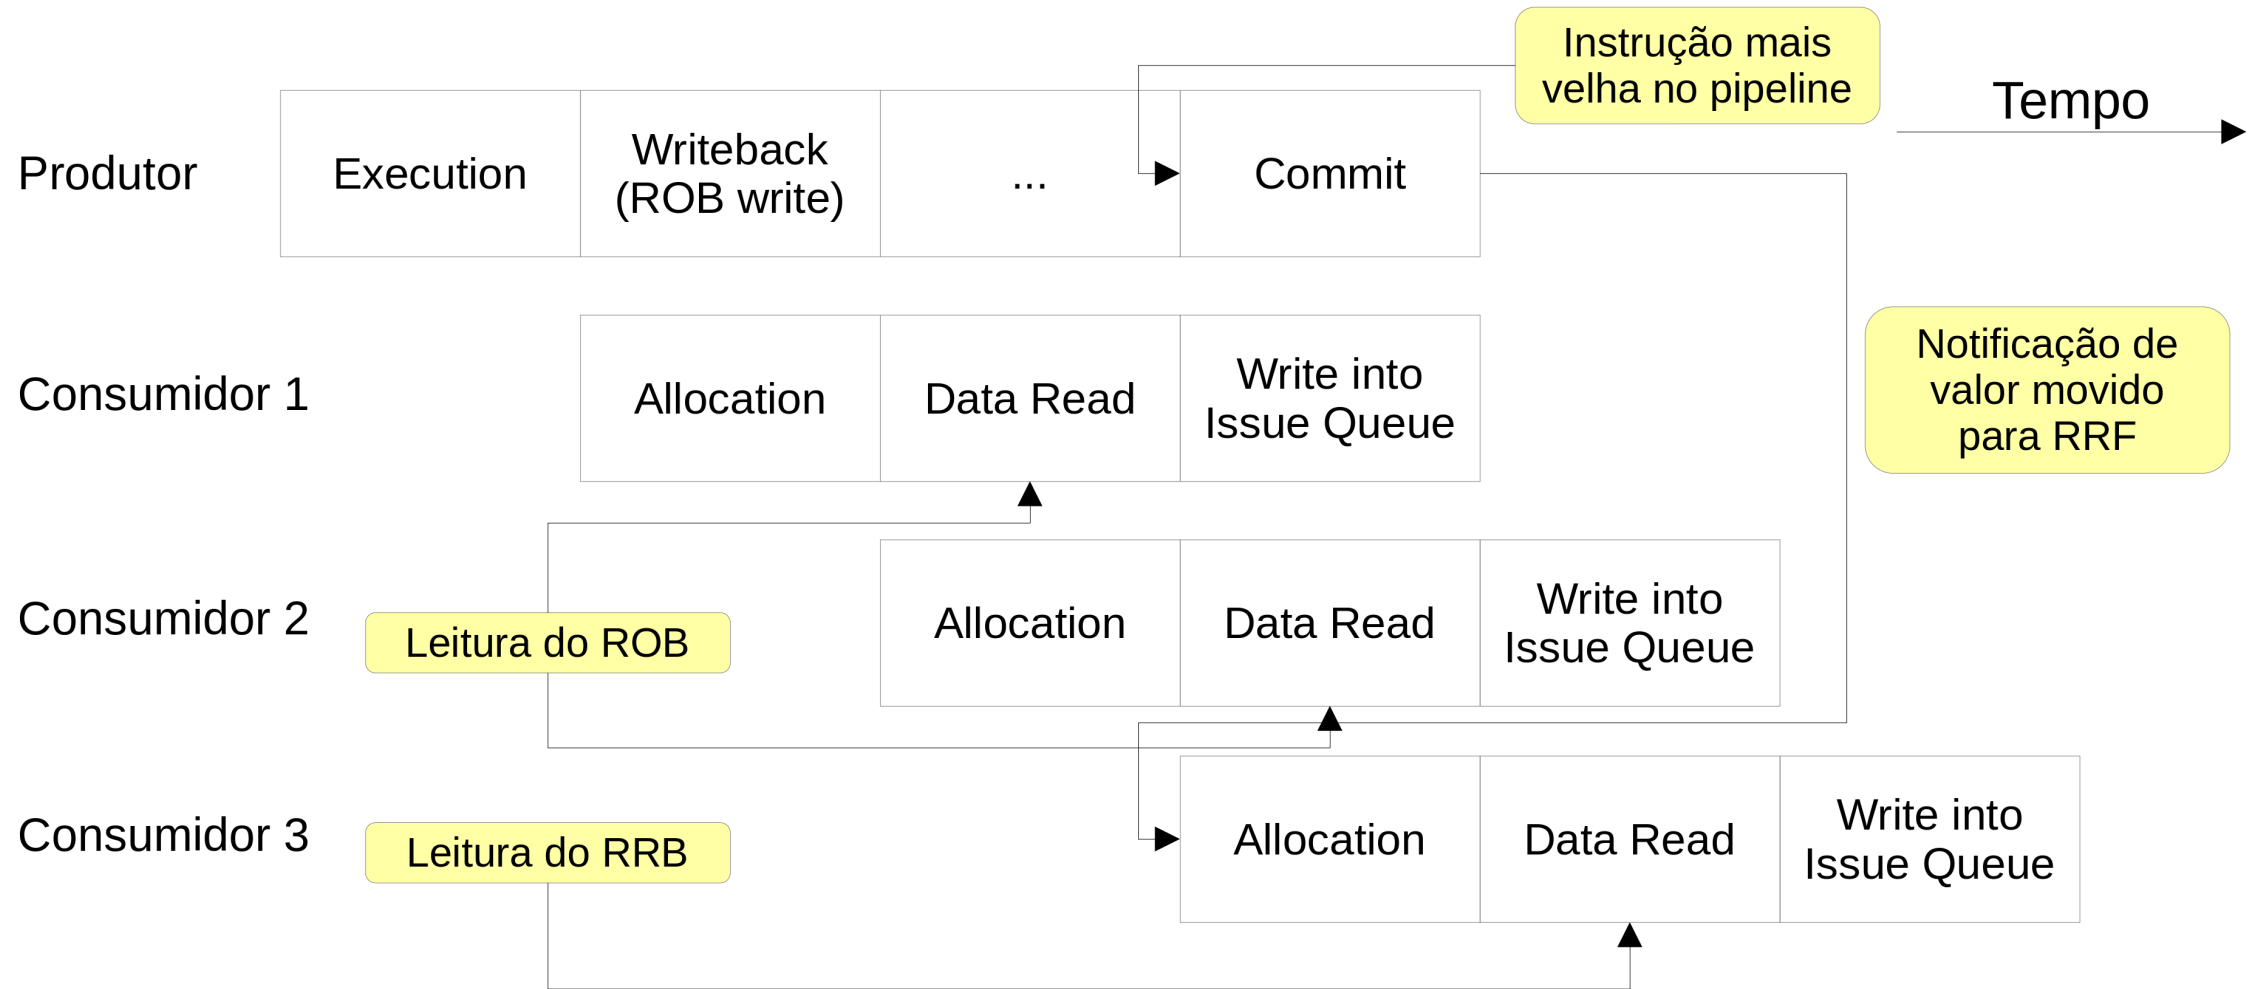 Instrução mais
velha no pipeline
Tempo
Produtor
Execution
Writeback
(ROB write)
...
Commit
Notificação de
valor movido
para RRF
Consumidor 1
Allocation
Data Read
Write into
Issue Queue
Consumidor 2
Leitura do ROB
Allocation
Data Read
Write into
Issue Queue
Consumidor 3
Leitura do RRB
Allocation
Data Read
Write into
Issue Queue